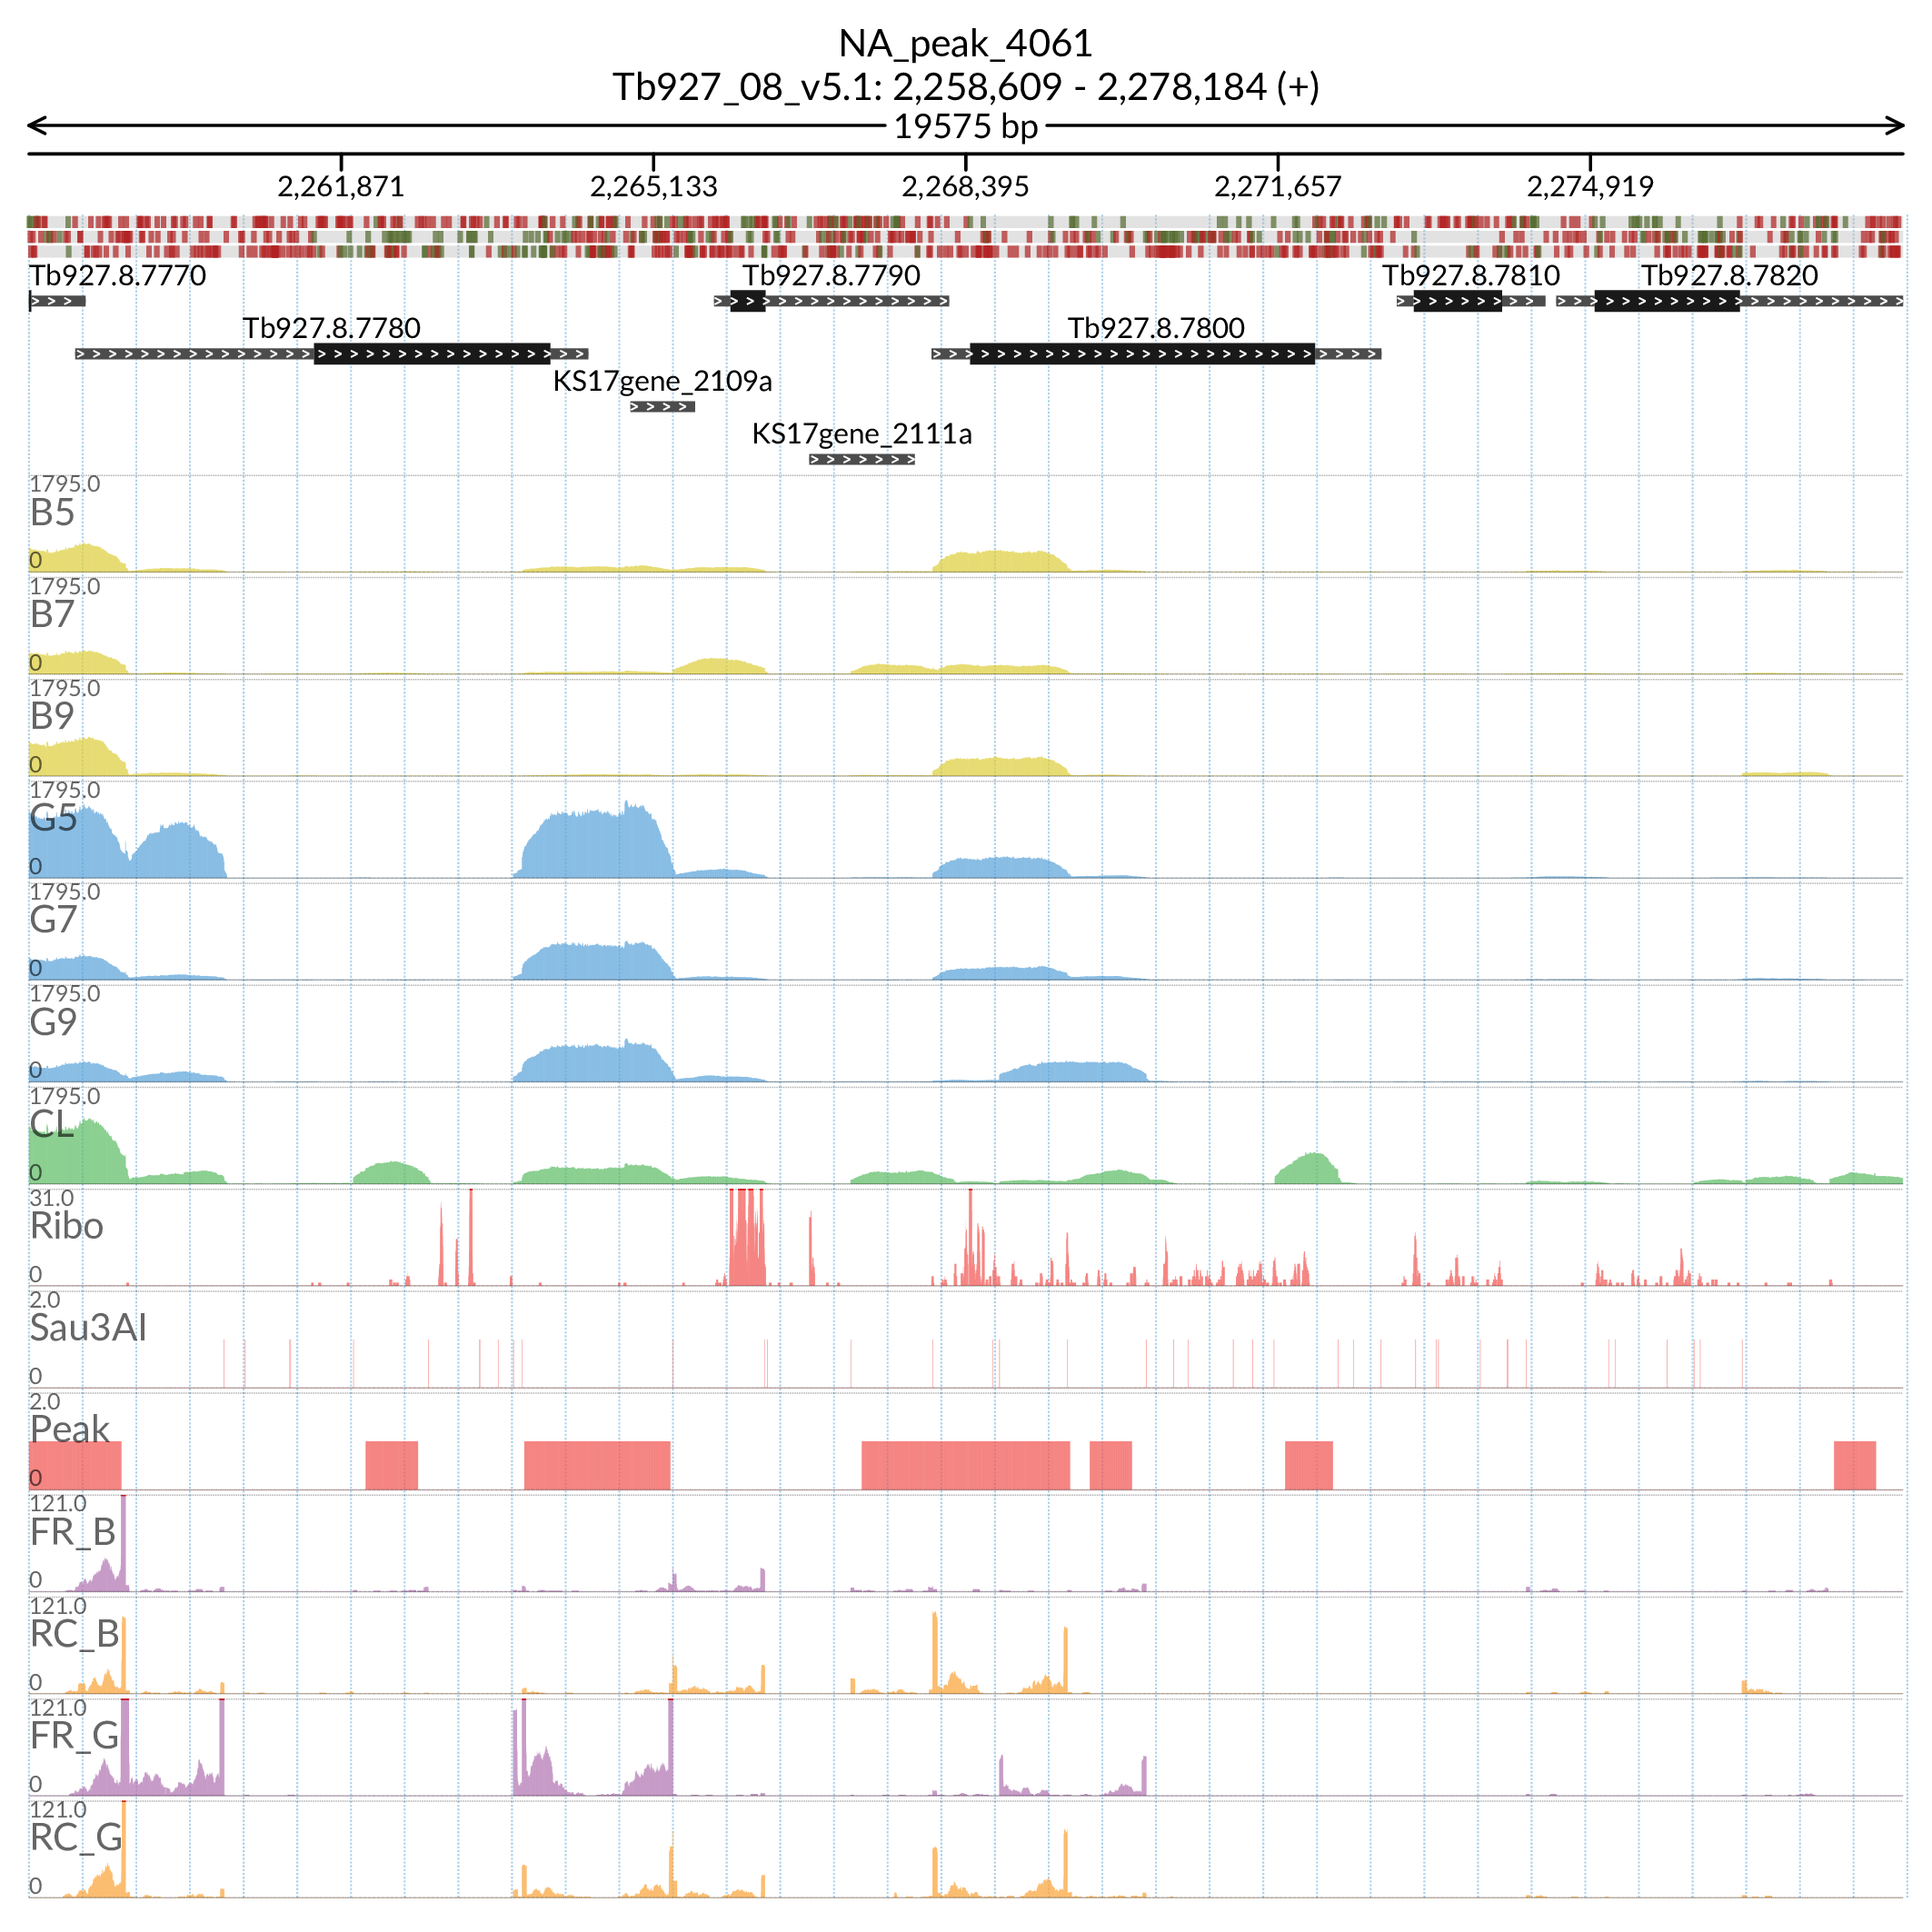 NA_peak_4061
Tb927_08_v5.1: 2,258,609 - 2,278,184 (+)
19575 bp
2,261,871 2,265,133 2,268,395 2,271,657 2,274,919
Tb927.8.7770 Tb927.8.7790 Tb927.8.7810 Tb927.8.7820
Tb927.8.7780 Tb927.8.7800
KS17gene_2109a
KS17gene_2111a
1795.0
B5
0
1795.0
B7
0
1795.0
B9
0
1795.0
G5
0
1795.0
G7
0
1795.0
G9
0
1795.0
CL
0
31.0
Ribo
0
2.0
Sau3AI
0
2.0
Peak
0
121.0
FR_B
0
121.0
RC_B
0
121.0
FR_G
0
121.0
RC_G
0